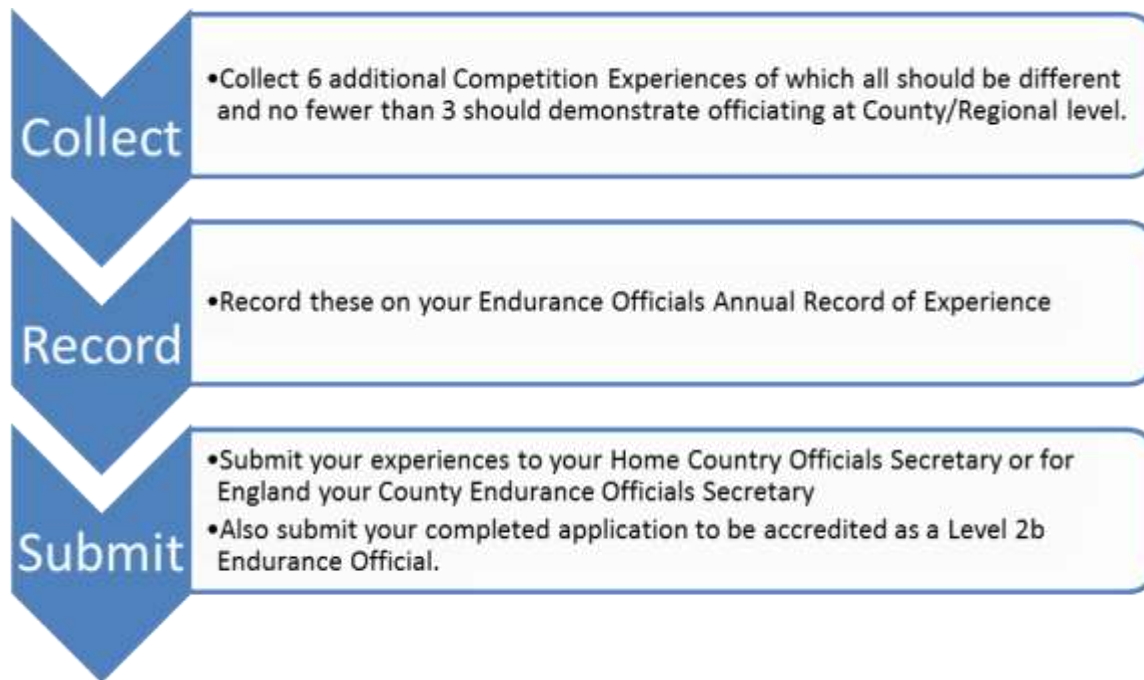 Collect
•Collect 6 additional Competition Experiences of which all should be different
and no fewer than 3 should demonstrate officiating at County/Regional level.
Record
•Record these on your Endurance Officials Annual Record of Experience
Submit
•Submit your experiences to your Home Country Officials Secretary or for
England your County Endurance Officials Secretary
•Also submit your completed application to be accredited as a Level 2b
Endurance Official.